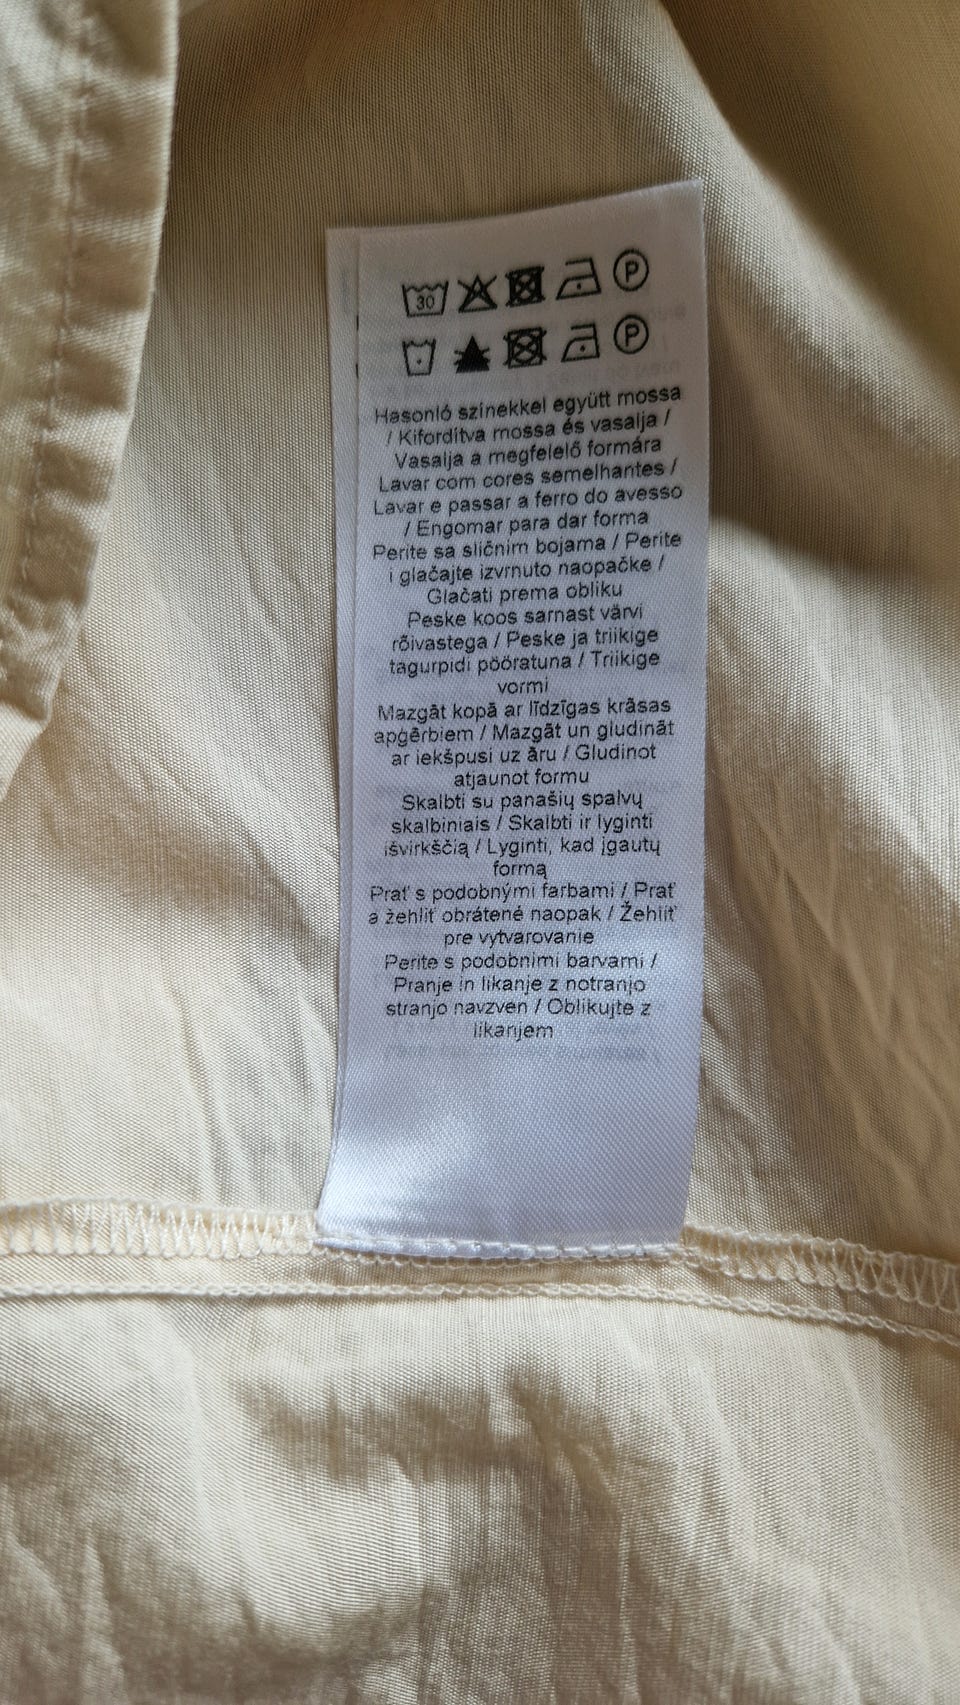 30 P
P
Hasonló színekkel együtt mossa
/ Kifordítva mossa és vasalja /
Vasalja a megfelelő formára
Lavar com cores semelhantes /
Lavar e passar a ferro do avesso
/ Engomar para dar forma
Perite sa sličnim bojama / Perite
i glačajte izvrnuto naopačke /
Glačati prema obliku
Peske koos sarnast värvi
rõivastega / Peske ja triikige
tagurpidi pööratuna / Triikige
vormi
Mazgāt kopā ar līdzīgas krāsas
apģērbiem / Mazgāt un gludināt
ar iekšpusi uz āru / Gludinot
atjaunot formu
Skalbti su panašių spalvų
skalbiniais / Skalbti ir lyginti
išvirkščią / Lyginti, kad įgautų
formą
Prať s podobnými farbami / Prať
a žehliť obrátené naopak / Žehliť
pre vytvarovanie
Perite s podobnimi barvami /
Pranje in likanje z notranjo
stranjo navzven / Oblikujte z
likanjem